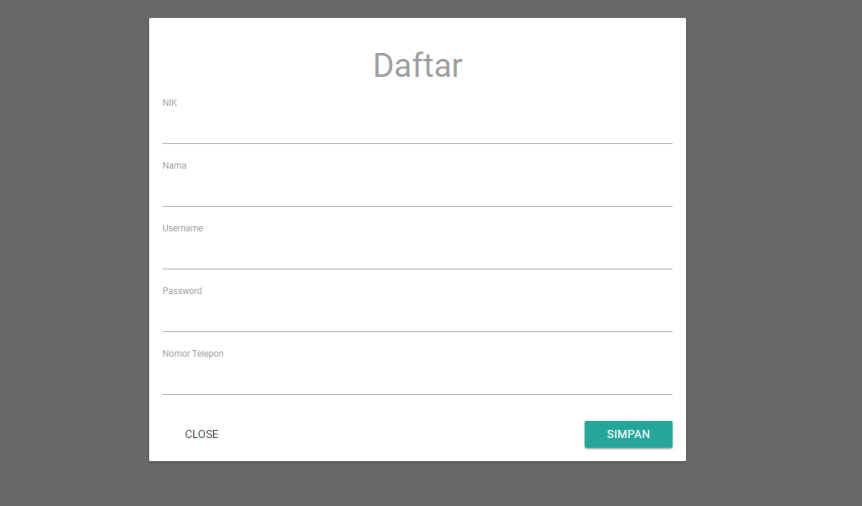 Daftar
NIK
Nama
Username
Password
Nomor Telepon
CLOSE
SIMPAN